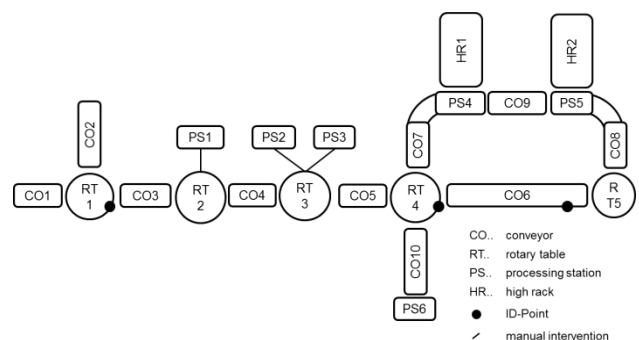 HR1
HR2
PS4
CO9
PS5
CO2
PS1
PS2
PS3
CO7
CO8
CO1
RT
1
CO3
RT
2
CO4
RT
3
CO5
RT
4
CO6
R
T5
CO10
PS6
CO.. conveyor
RT.. rotary table
PS.. processing station
HR.. high rack
ID-Point
manual intervention